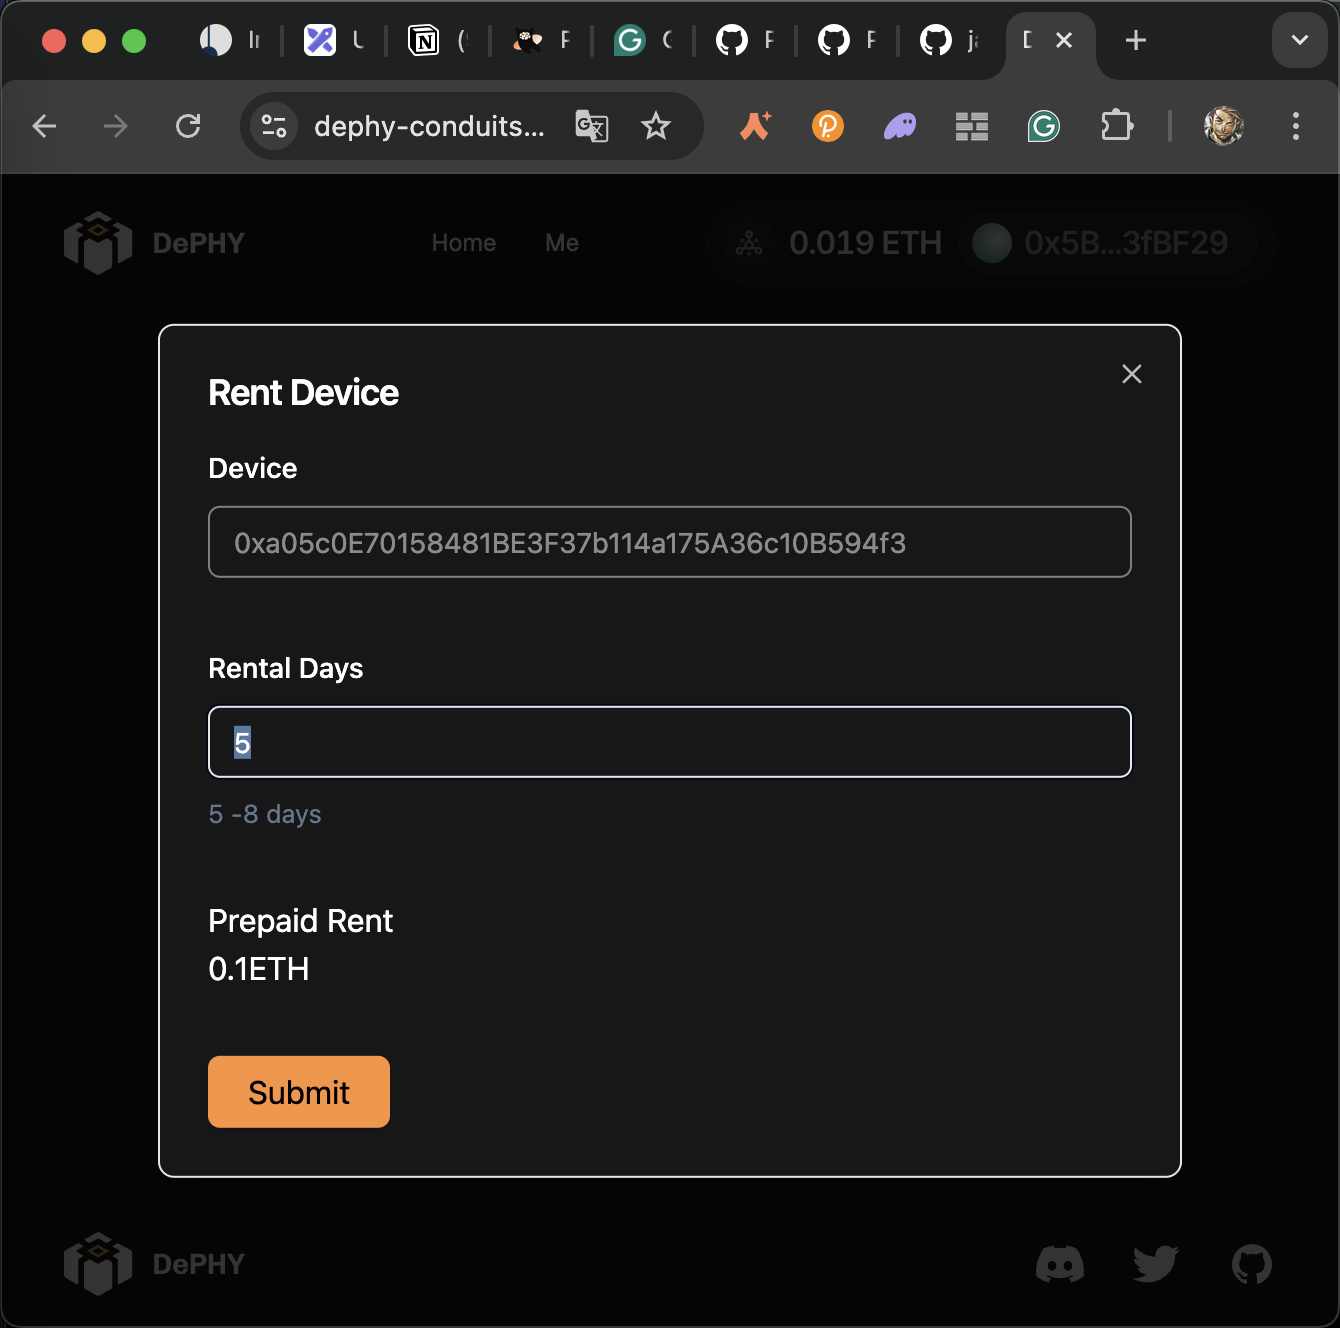 dephy-conduits...
DePHY
Home
Me
0.019 ETH
0x5B...3fBF29
Rent Device
Device
0xa05c0E70158481BE3F37b114a175A36c10B594f3
Rental Days
5
5 -8 days
Prepaid Rent
0.1ETH
Submit
DePHY